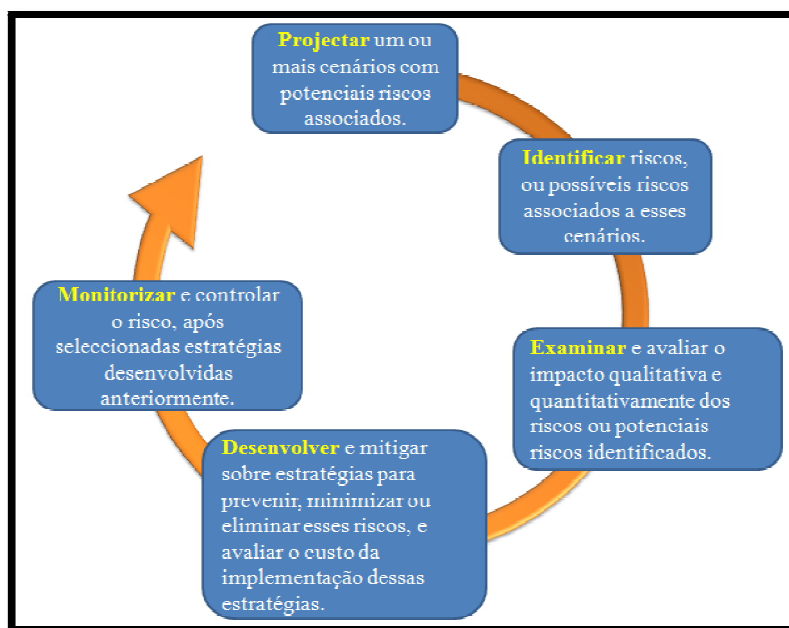 Projectar um ou
mais cenários com
potenciais riscos
associados.
Identificar riscos,
ou possíveis riscos
associados a esses
cenários.
Examinar e avaliar o
impacto qualitativa e
quantitativamente dos
riscos ou potenciais
riscos identificados.
Desenvolver e mitigar
sobre estratégias para
prevenir, minimizar ou
eliminar esses riscos, e
avaliar o custo da
implementação dessas
estratégias.
Monitorizar e controlar
o risco, após
seleccionadas estratégias
desenvolvidas
anteriormente.